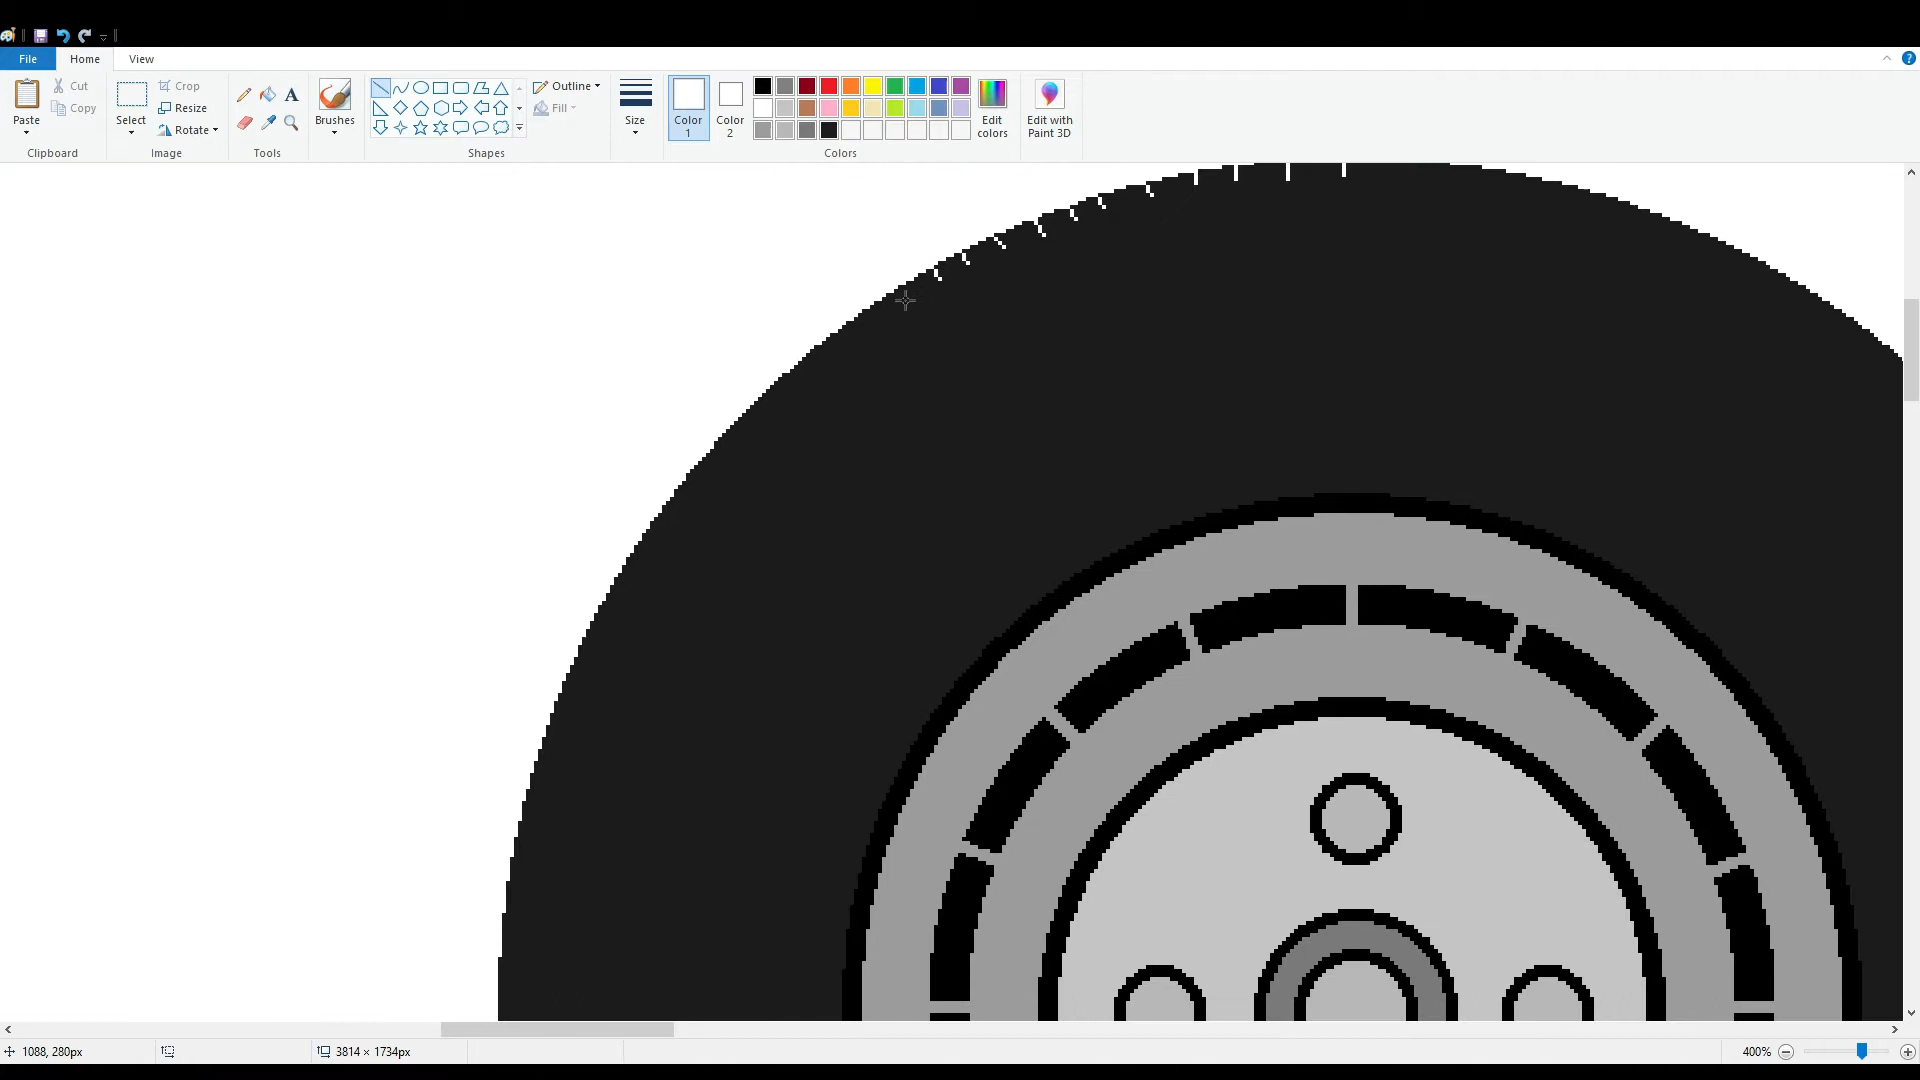 File Home View
Paste Cut Copy Clipboard
Select Crop Resize Rotate Image
A Tools
Brushes
Outline Fill Shapes
Size
Color 1 Color 2 Edit colors Colors
Edit with Paint 3D
1088, 280px 3814 × 1734px 400%